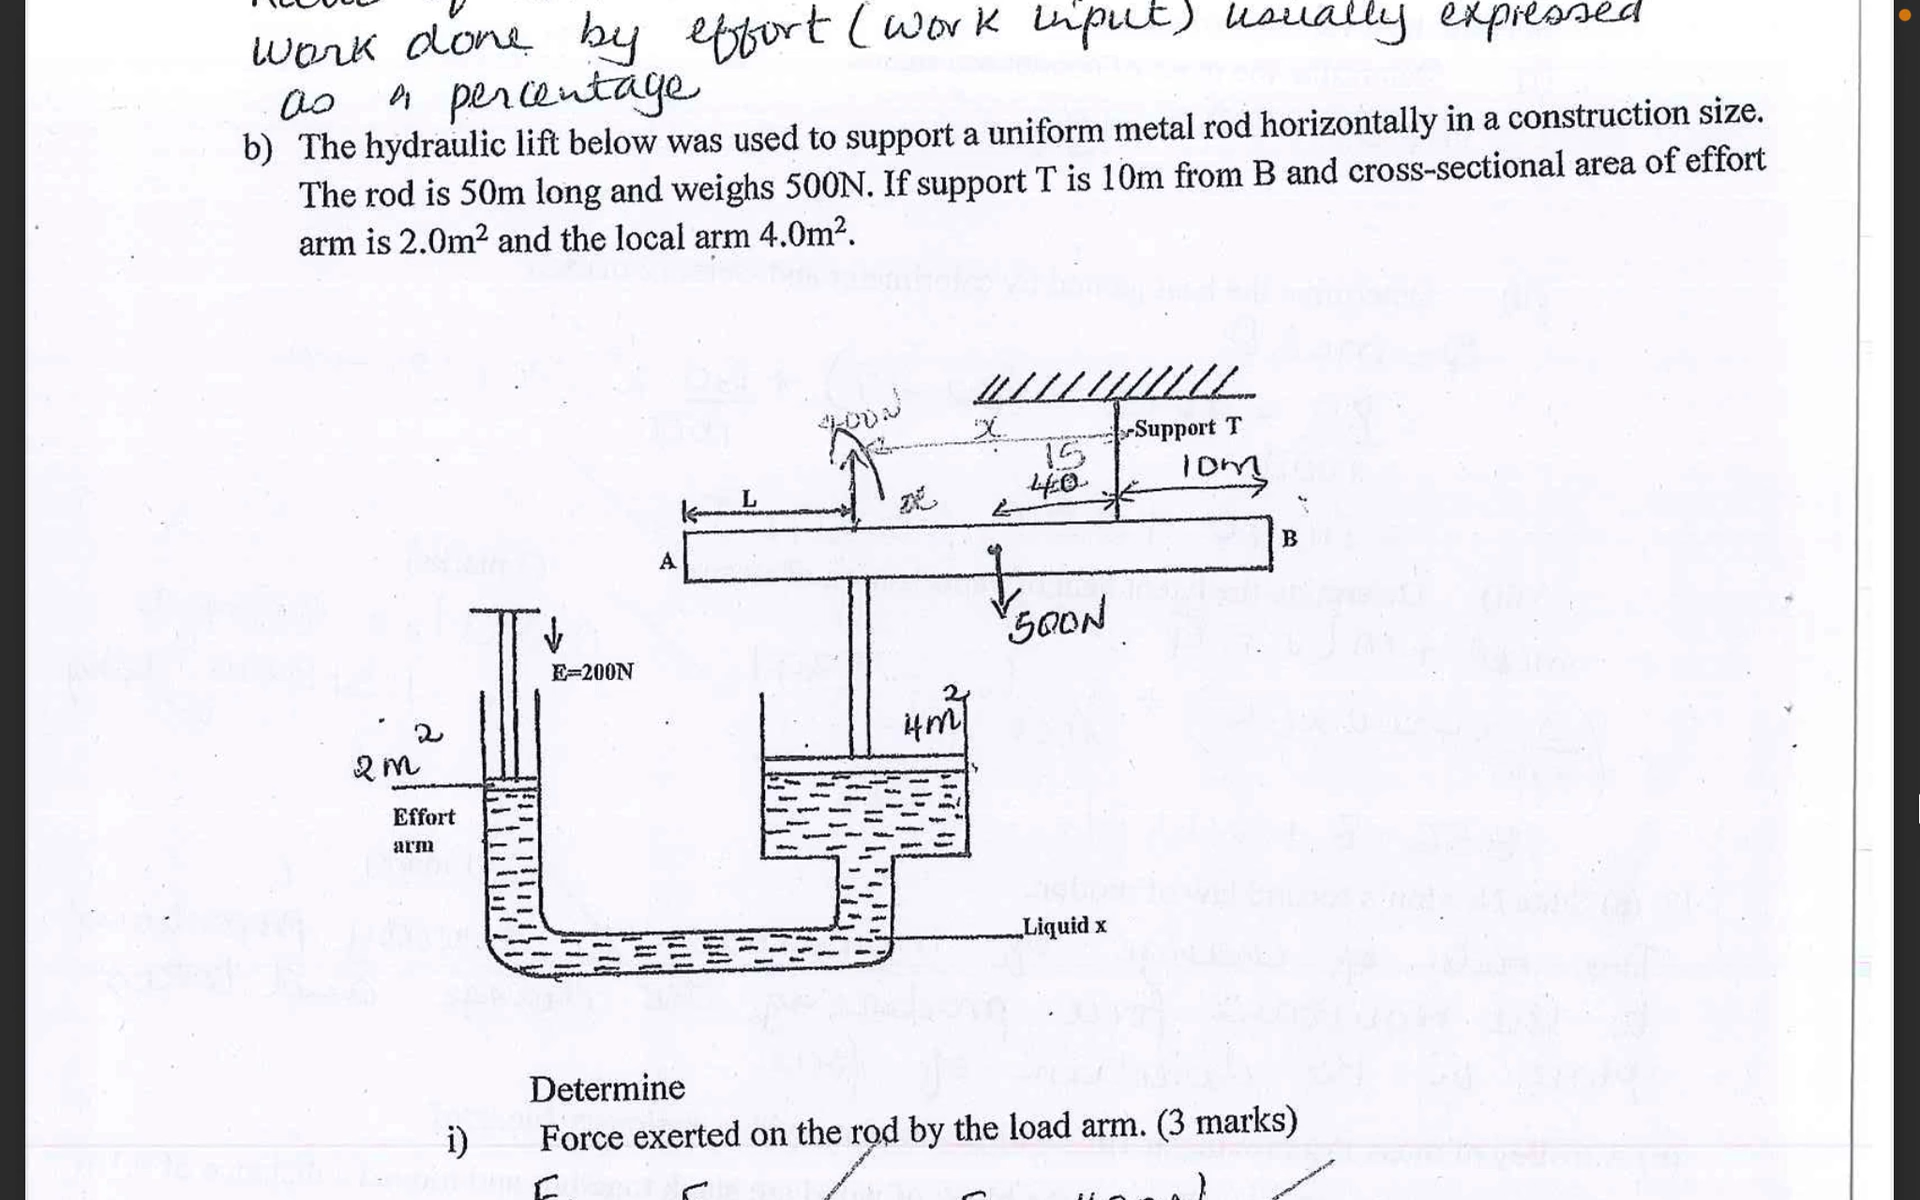 work done by effort (work input) usually expressed
as a percentage
b) The hydraulic lift below was used to support a uniform metal rod horizontally in a construction size.
The rod is 50m long and weighs 500N. If support T is 10m from B and cross-sectional area of effort
arm is 2.0m² and the local arm 4.0m².
400N
x
Support T
15
10m
40
L
x
A
B
500N
E=200N
2m²
4m²
Effort
arm
Liquid x
Determine
i) Force exerted on the rod by the load arm. (3 marks)